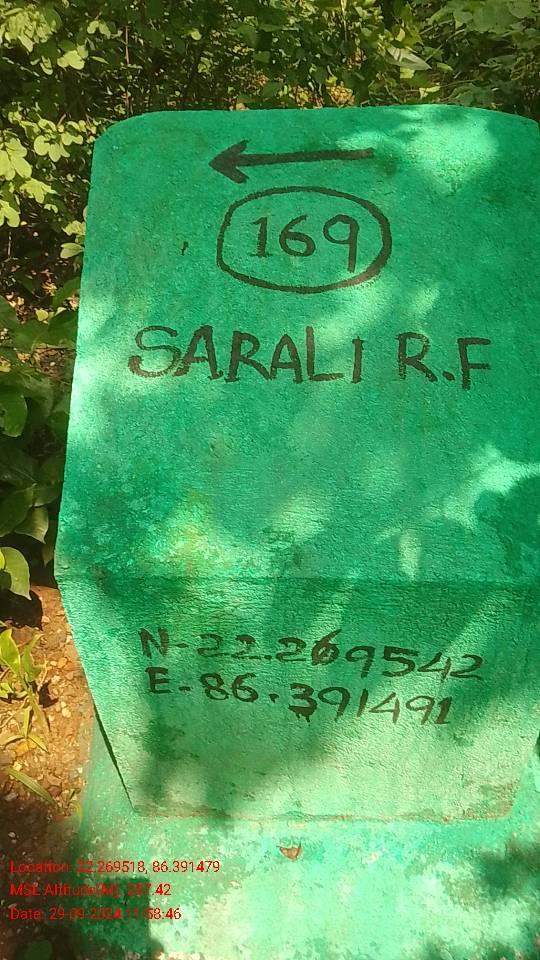 169
SARALI R.F
N-22.269542
E-86.391491
Location: 22.269518, 86.391479
MSL Altitude(M): 257.42
Date: 29-09-2024 11:58:46